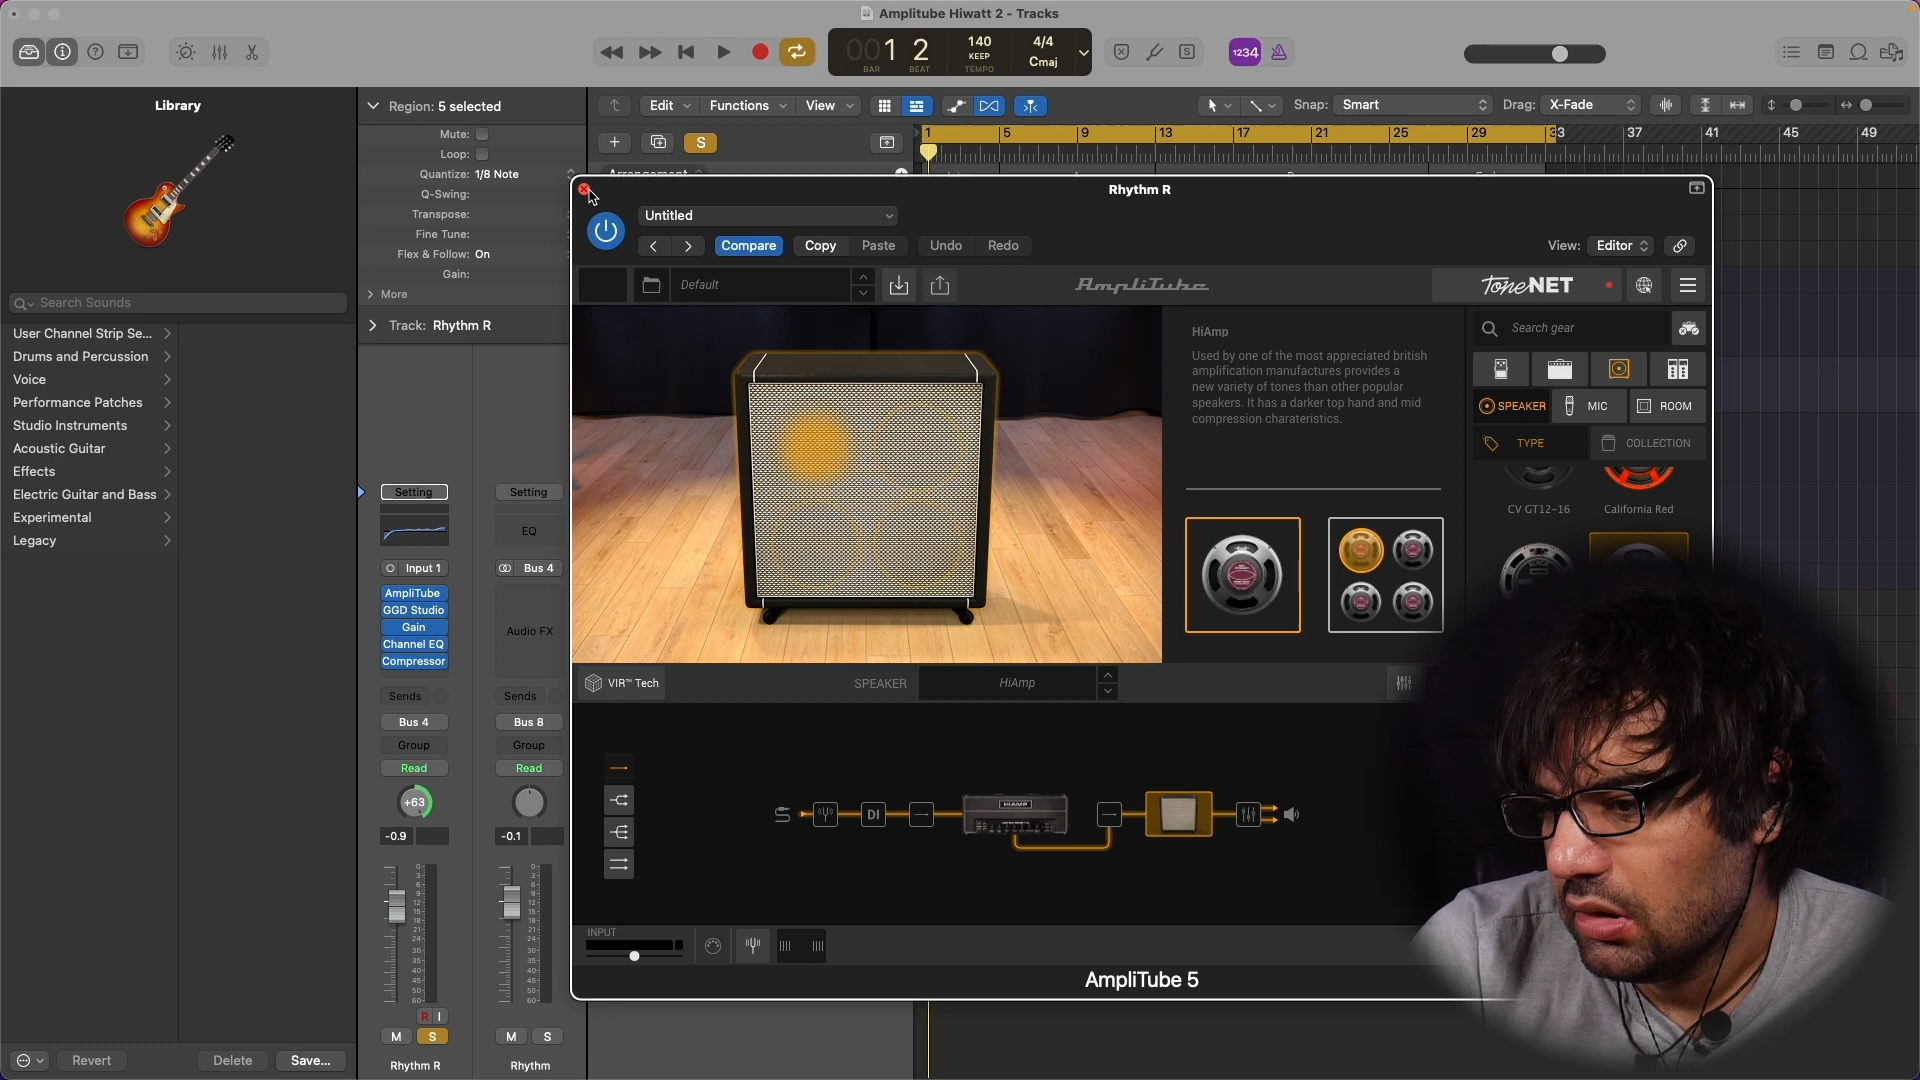 Amplitube Hiwatt 2 - Tracks
001 2
BAR BEAT
140
KEEP
TEMPO
4/4
Cmaj
1234
S
Library
Region: 5 selected
Edit
Functions
View
Snap: Smart
Drag: X-Fade
S
1 5 9 13 17 21 25 29 33 37 41 45 49
Mute:
Loop:
Quantize: 1/8 Note
Q-Swing:
Transpose:
Fine Tune:
Flex & Follow: On
Gain:
More
Track: Rhythm R
Search Sounds
User Channel Strip Se...
Drums and Percussion
Voice
Performance Patches
Studio Instruments
Acoustic Guitar
Effects
Electric Guitar and Bass
Experimental
Legacy
Revert
Delete
Save...
Setting
Input 1
AmpliTube
GGD Studio
Gain
Channel EQ
Compressor
Sends
Bus 4
Group
Read
+63
-0.9
R I
M S
Rhythm R
Setting
EQ
Bus 4
Audio FX
Sends
Bus 8
Group
Read
-0.1
M S
Rhythm
Rhythm R
Untitled
Compare
Copy
Paste
Undo
Redo
View: Editor
Default
AmpliTube
ToneNET
HiAmp
Used by one of the most appreciated british
amplification manufactures provides a
new variety of tones than other popular
speakers. It has a darker top hand and mid
compression charateristics.
Search gear
SPEAKER
MIC
ROOM
TYPE
COLLECTION
CV GT12-16
California Red
VIR™ Tech
SPEAKER
HiAmp
DI
HIAMP
INPUT
AmpliTube 5